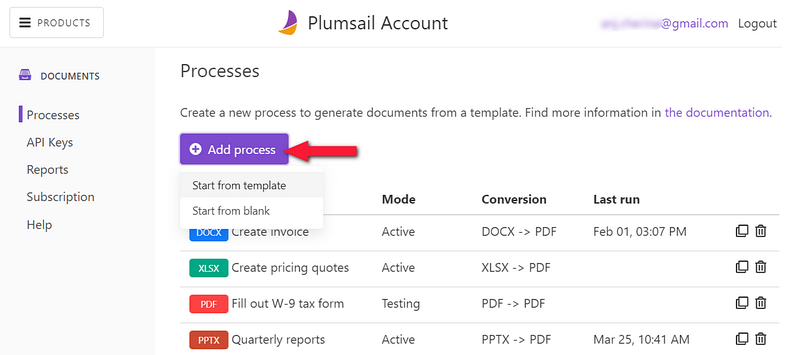 PRODUCTS
Plumsail Account
@gmail.com Logout
DOCUMENTS
Processes
API Keys
Reports
Subscription
Help
Processes
Create a new process to generate documents from a template. Find more information in the documentation.
Add process
Start from template
Start from blank
Mode Conversion Last run
DOCX Create invoice Active DOCX -> PDF Feb 01, 03:07 PM
XLSX Create pricing quotes Active XLSX -> PDF
PDF Fill out W-9 tax form Testing PDF -> PDF
PPTX Quarterly reports Active PPTX -> PDF Mar 25, 10:41 AM